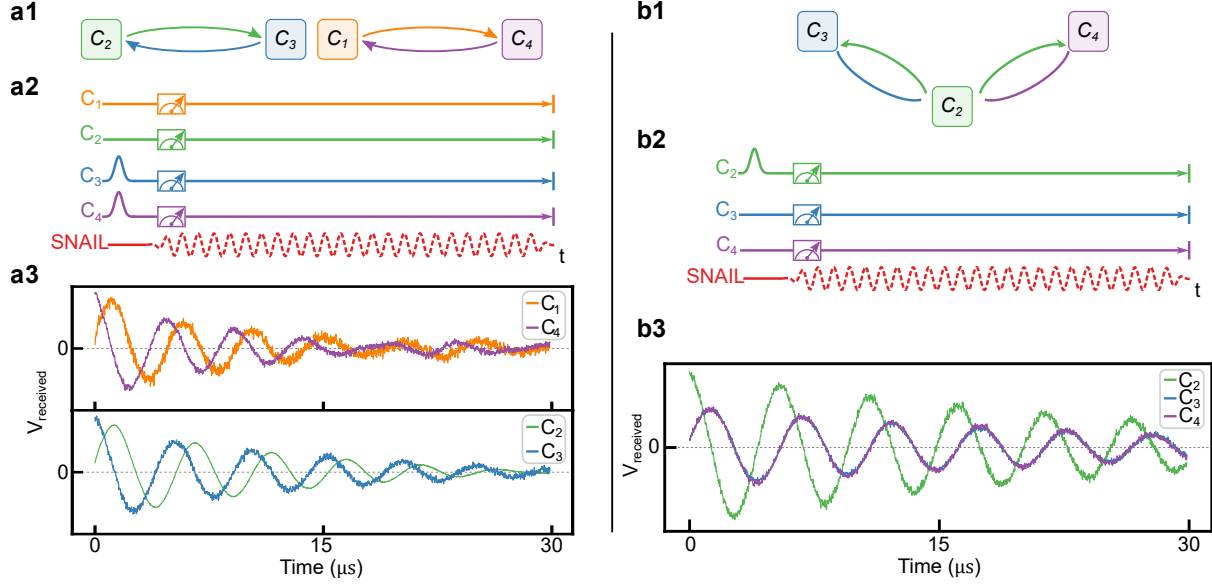 a1
C₂
C₃
C₁
C₄
a2
C₁
C₂
C₃
C₄
SNAIL
t
a3
C₁
C₄
0
C₂
C₃
0
V_received
0
15
30
Time (μs)
b1
C₃
C₄
C₂
b2
C₂
C₃
C₄
SNAIL
t
b3
C₂
C₃
C₄
0
V_received
0
15
30
Time (μs)